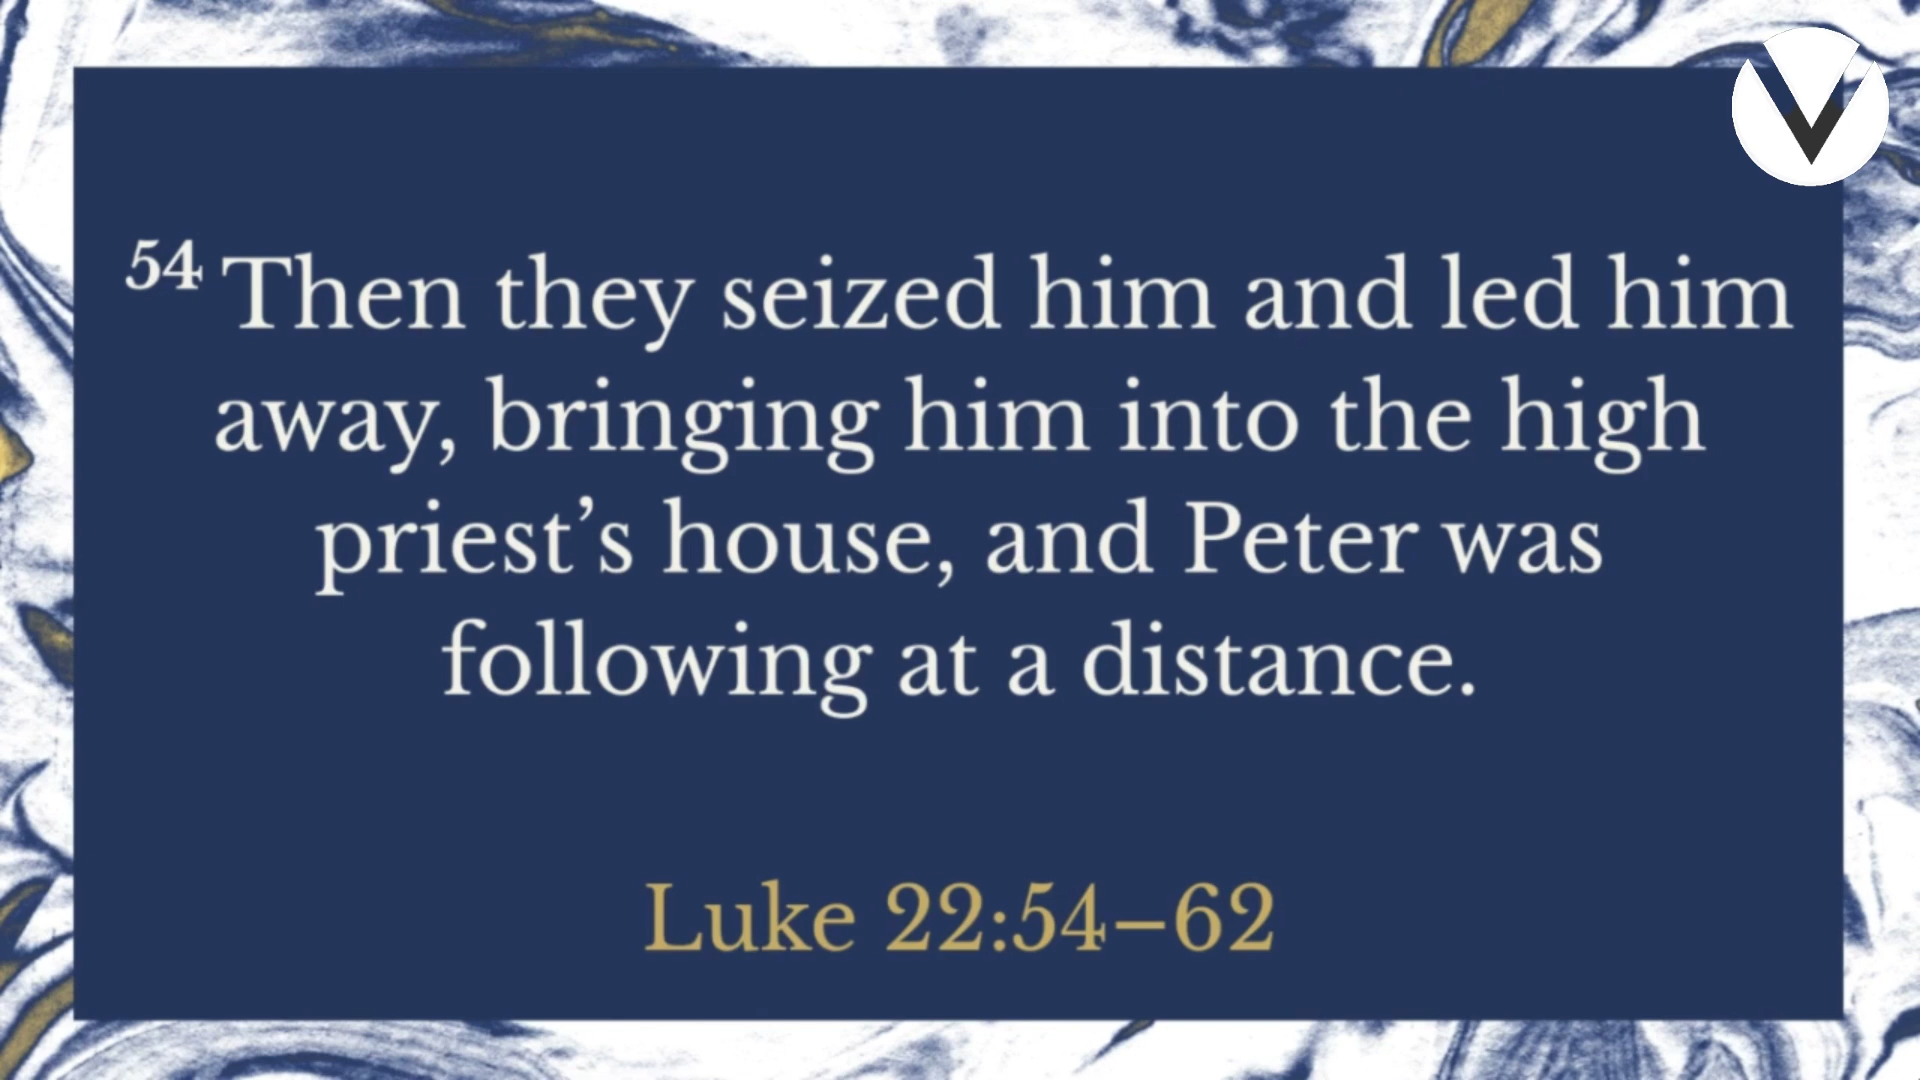 54 Then they seized him and led him
away, bringing him into the high
priest’s house, and Peter was
following at a distance.
Luke 22:54–62